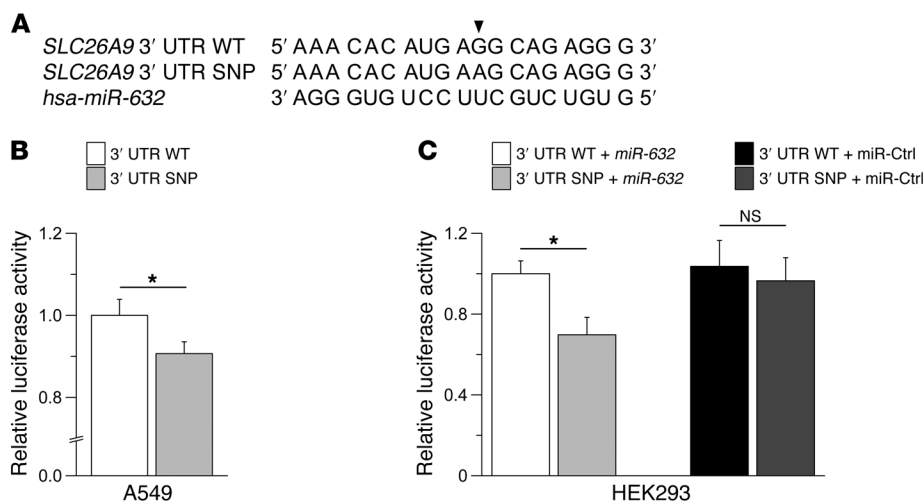 A
SLC26A9 3′ UTR WT 5′ AAA CAC AUG AGG CAG AGG G 3′
SLC26A9 3′ UTR SNP 5′ AAA CAC AUG AAG CAG AGG G 3′
hsa-miR-632 3′ AGG GUG UCC UUC GUC UGU G 5′
B
3′ UTR WT
3′ UTR SNP
Relative luciferase activity
1.2
1.0
0.8
0.0
*
A549
C
3′ UTR WT + miR-632
3′ UTR SNP + miR-632
3′ UTR WT + miR-Ctrl
3′ UTR SNP + miR-Ctrl
Relative luciferase activity
1.2
0.8
0.4
0
*
NS
HEK293